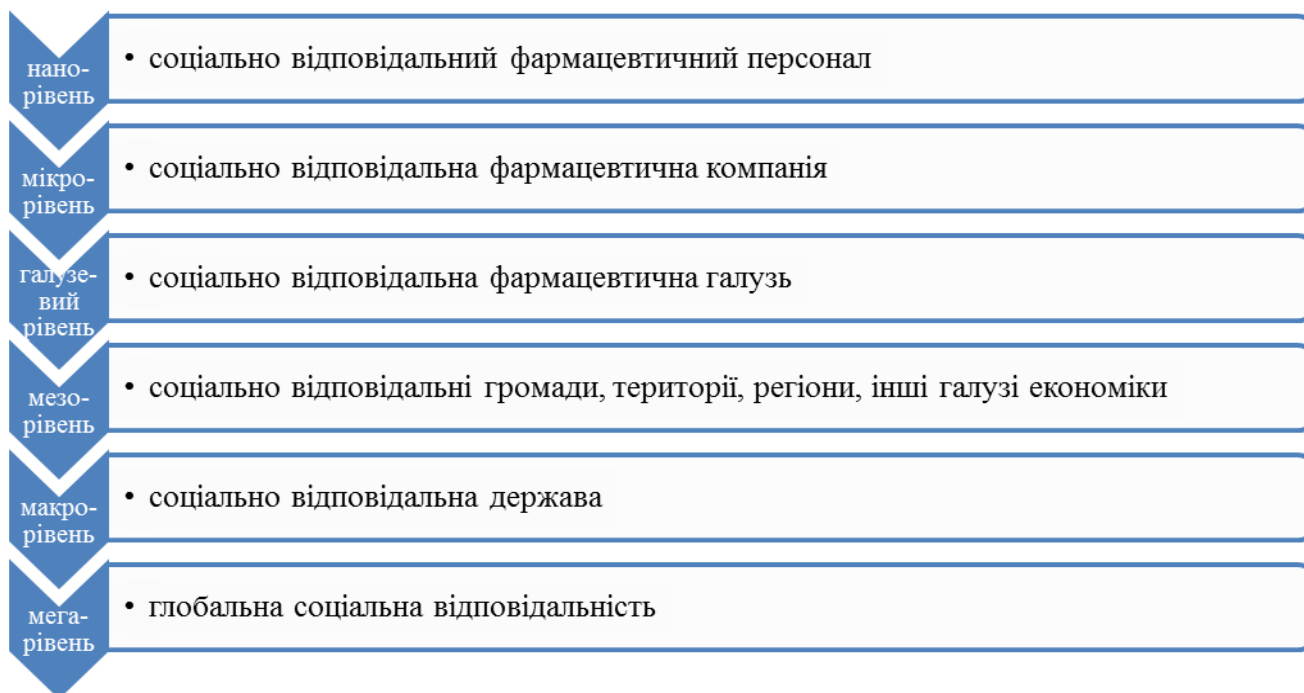 нано-
рівень
• соціально відповідальний фармацевтичний персонал
мікро-
рівень
• соціально відповідальна фармацевтична компанія
галузе-
вий
рівень
• соціально відповідальна фармацевтична галузь
мезо-
рівень
• соціально відповідальні громади, території, регіони, інші галузі економіки
макро-
рівень
• соціально відповідальна держава
мега-
рівень
• глобальна соціальна відповідальність